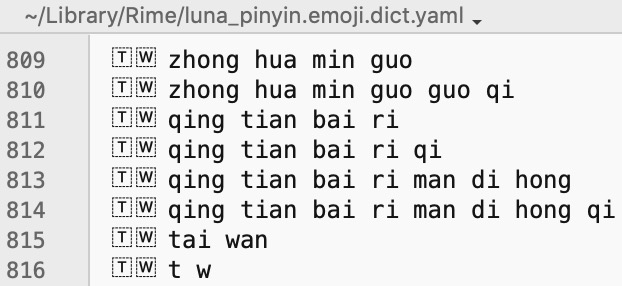 ~/Library/Rime/luna_pinyin.emoji.dict.yaml
809 🇹🇼 zhong hua min guo
810 🇹🇼 zhong hua min guo guo qi
811 🇹🇼 qing tian bai ri
812 🇹🇼 qing tian bai ri qi
813 🇹🇼 qing tian bai ri man di hong
814 🇹🇼 qing tian bai ri man di hong qi
815 🇹🇼 tai wan
816 🇹🇼 t w